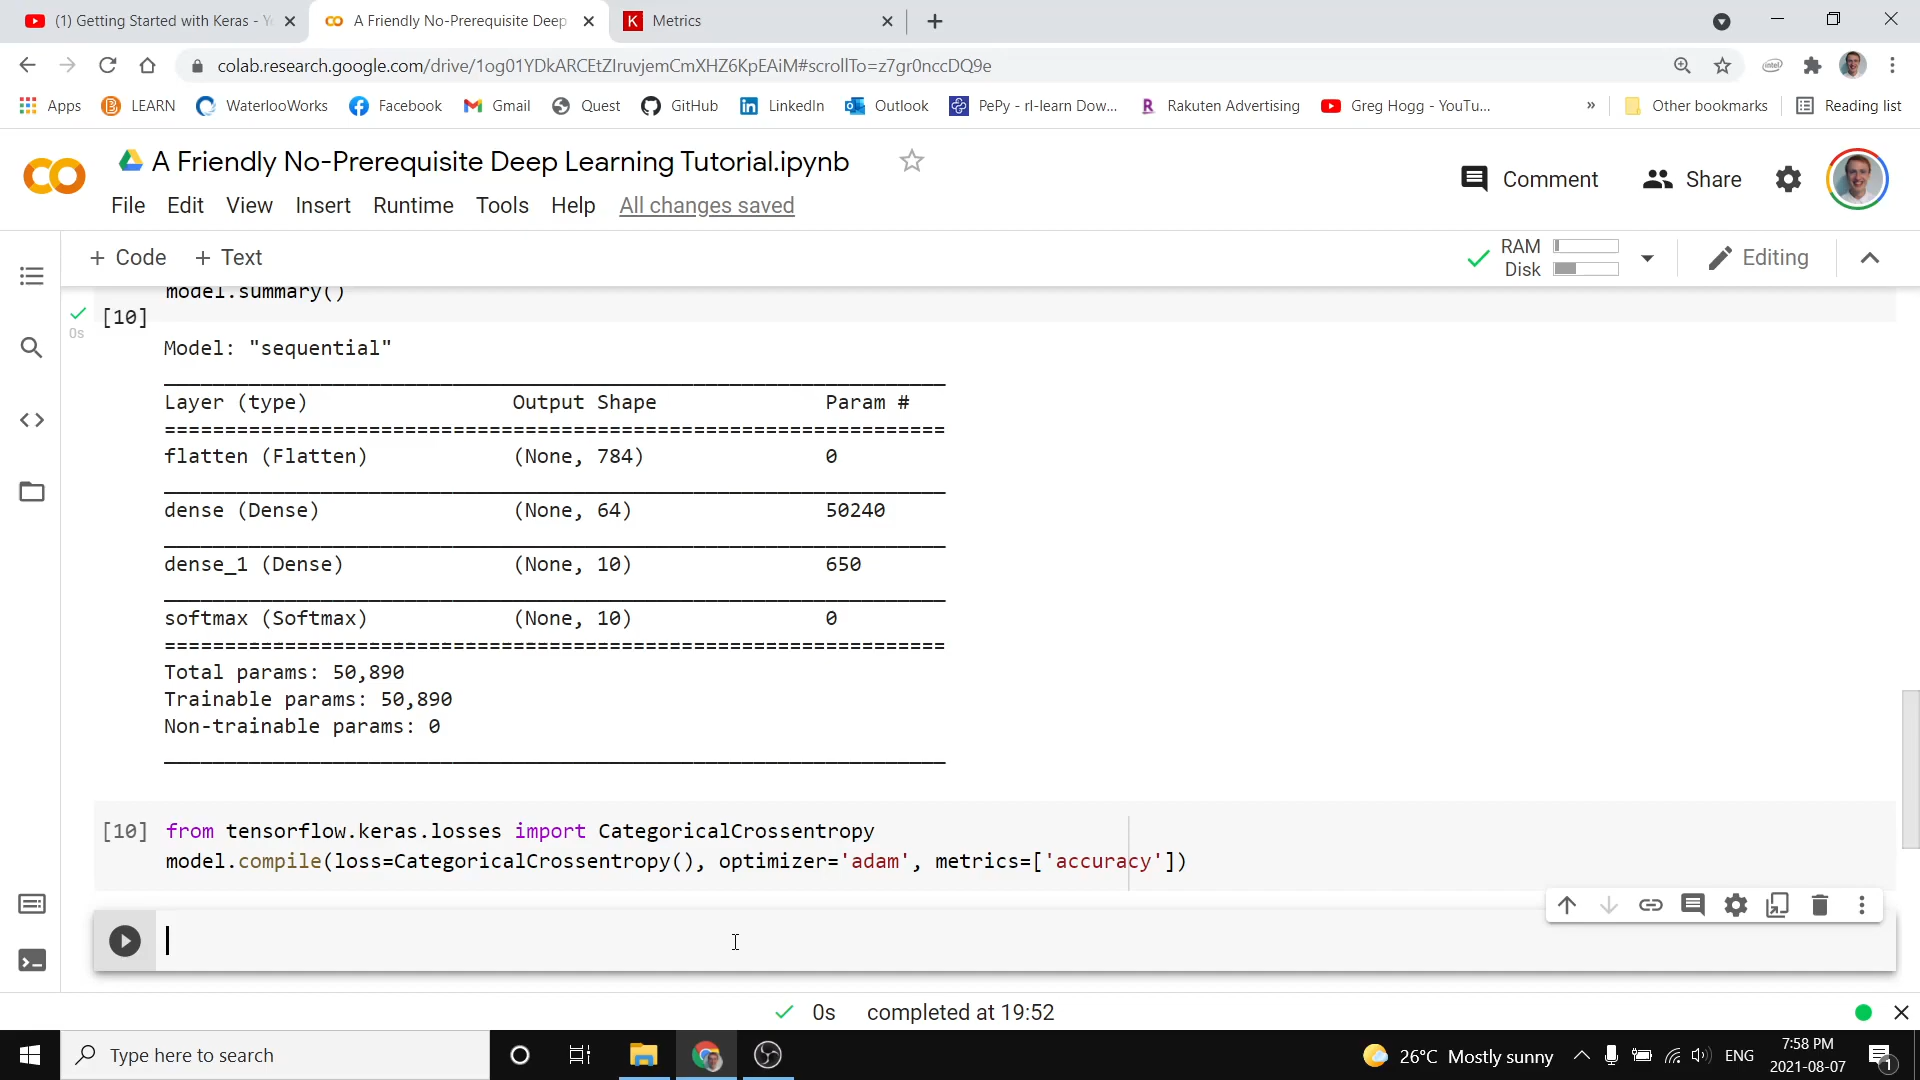 (1) Getting Started with Keras - Yo
A Friendly No-Prerequisite Deep
K Metrics
colab.research.google.com/drive/1og01YDkARCEtZIruvjemCmXHZ6KpEAiM#scrollTo=z7gr0nccDQ9e
intel
Apps LEARN WaterlooWorks Facebook Gmail Quest GitHub LinkedIn Outlook PePy - rl-learn Dow... R Rakuten Advertising Greg Hogg - YouTu... » Other bookmarks Reading list
A Friendly No-Prerequisite Deep Learning Tutorial.ipynb
Comment Share
File Edit View Insert Runtime Tools Help All changes saved
+ Code + Text
RAM
Disk
Editing
model.summary()
[10]
0s
Model: "sequential"
Layer (type) Output Shape Param #
=================================================================
flatten (Flatten) (None, 784) 0
dense (Dense) (None, 64) 50240
dense_1 (Dense) (None, 10) 650
softmax (Softmax) (None, 10) 0
=================================================================
Total params: 50,890
Trainable params: 50,890
Non-trainable params: 0
[10] from tensorflow.keras.losses import CategoricalCrossentropy
model.compile(loss=CategoricalCrossentropy(), optimizer='adam', metrics=['accuracy'])
0s completed at 19:52
Type here to search
26°C Mostly sunny
ENG
7:58 PM
2021-08-07
1